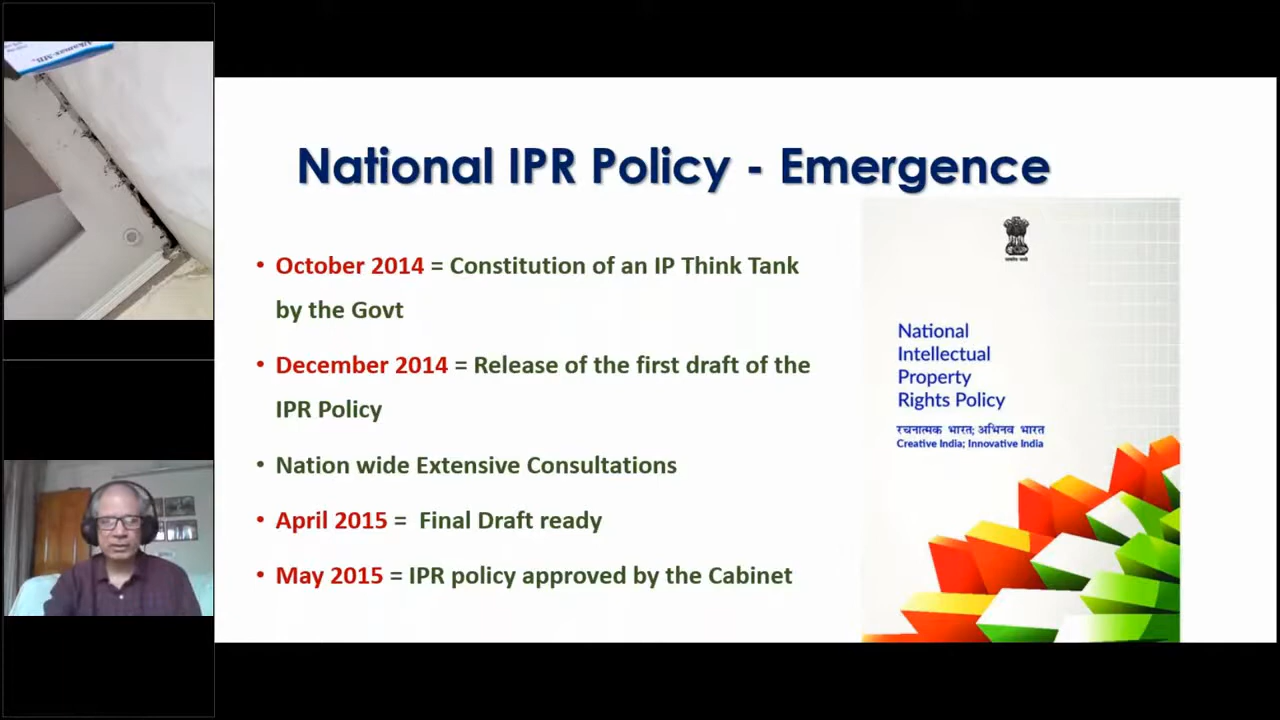 National IPR Policy - Emergence
• October 2014 = Constitution of an IP Think Tank
by the Govt
• December 2014 = Release of the first draft of the
IPR Policy
• Nation wide Extensive Consultations
• April 2015 = Final Draft ready
• May 2015 = IPR policy approved by the Cabinet
National
Intellectual
Property
Rights Policy
रचनात्मक भारत; अभिनव भारत
Creative India; Innovative India